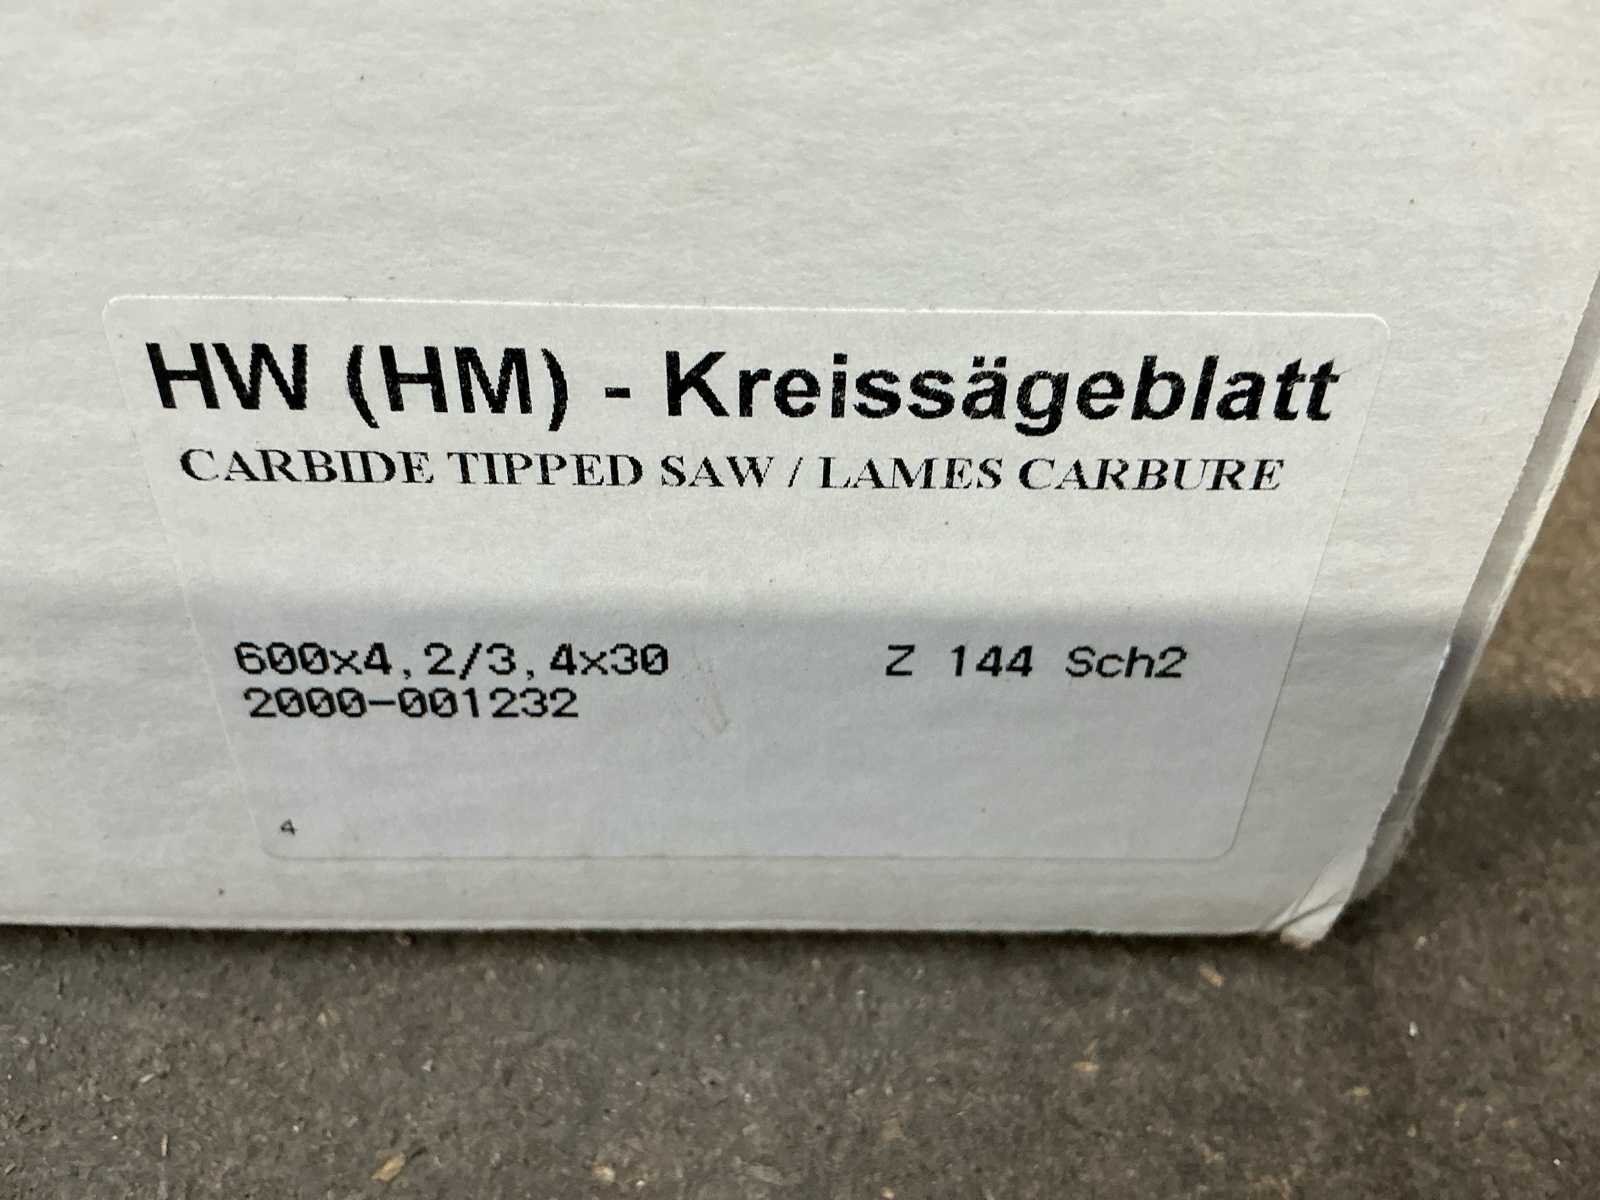 HW (HM) - Kreissägeblatt
CARBIDE TIPPED SAW / LAMES CARBURE
600x4,2/3,4x30 Z 144 Sch2
2000-001232
4